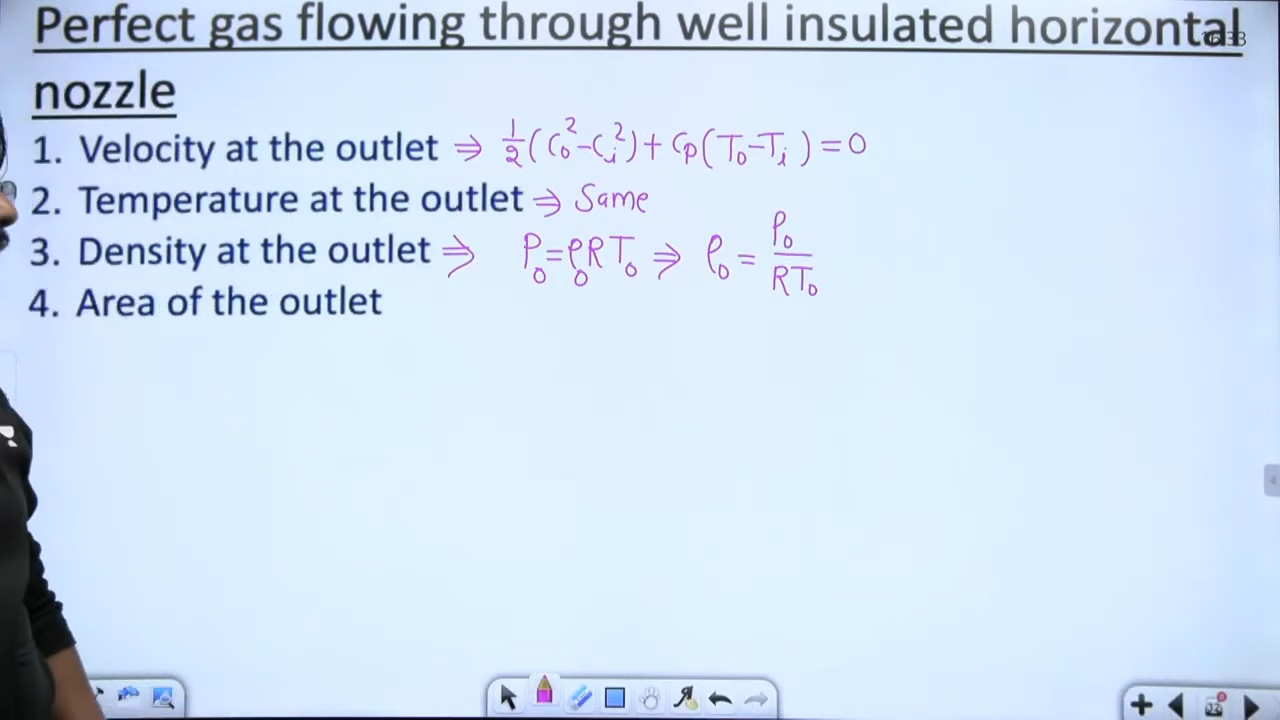 Perfect gas flowing through well insulated horizontal
nozzle
1. Velocity at the outlet ⇒ ½(C₀² - Cᵢ²) + Cp(T₀ - Tᵢ) = 0
2. Temperature at the outlet ⇒ Same
3. Density at the outlet ⇒ P₀ = ρ₀RT₀ ⇒ ρ₀ = P₀/RT₀
4. Area of the outlet
32